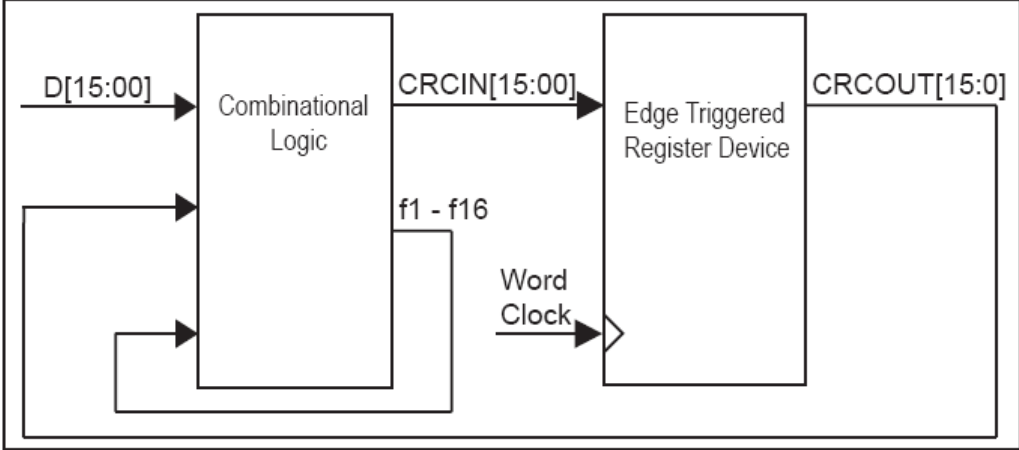 D[15:00]
Combinational
Logic
CRCIN[15:00]
Edge Triggered
Register Device
CRCOUT[15:0]
f1 - f16
Word
Clock